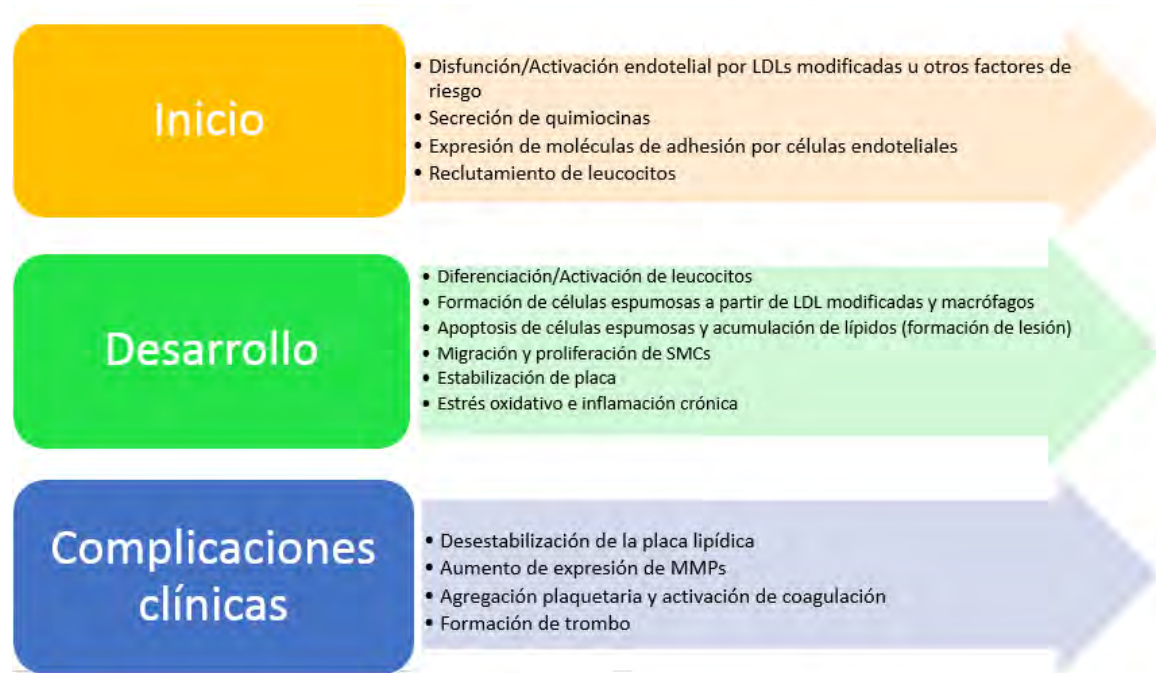 Inicio
• Disfunción/Activación endotelial por LDLs modificadas u otros factores de
riesgo
• Secreción de quimiocinas
• Expresión de moléculas de adhesión por células endoteliales
• Reclutamiento de leucocitos
Desarrollo
• Diferenciación/Activación de leucocitos
• Formación de células espumosas a partir de LDL modificadas y macrófagos
• Apoptosis de células espumosas y acumulación de lípidos (formación de lesión)
• Migración y proliferación de SMCs
• Estabilización de placa
• Estrés oxidativo e inflamación crónica
Complicaciones
clínicas
• Desestabilización de la placa lipídica
• Aumento de expresión de MMPs
• Agregación plaquetaria y activación de coagulación
• Formación de trombo